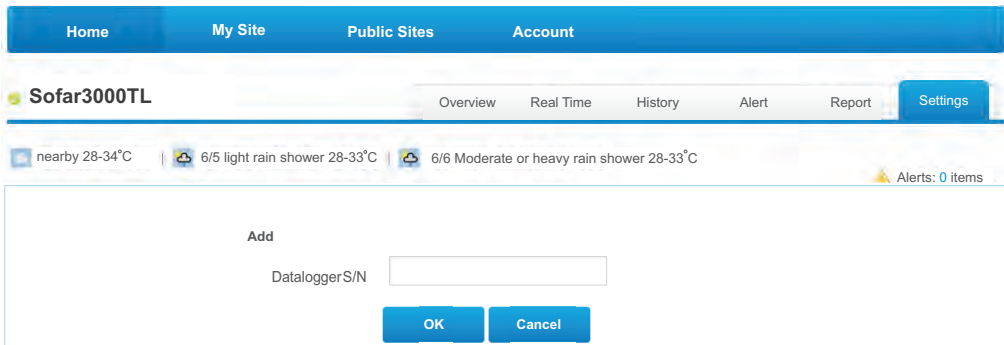 Home My Site Public Sites Account
Sofar3000TL
Overview Real Time History Alert Report Settings
nearby 28-34°C | 6/5 light rain shower 28-33°C | 6/6 Moderate or heavy rain shower 28-33°C
Alerts: 0 items
Add
DataloggerS/N
OK Cancel